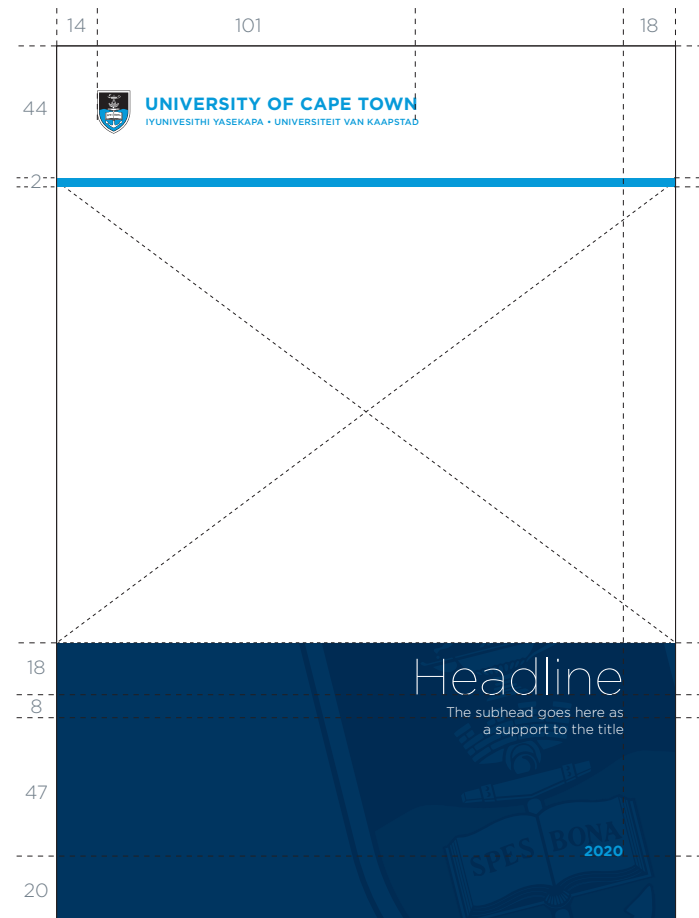 14 101 18
44
UNIVERSITY OF CAPE TOWN
IYUNIVESITHI YASEKAPA • UNIVERSITEIT VAN KAAPSTAD
2
18
Headline
8
The subhead goes here as
a support to the title
47
SPES BONA
2020
20